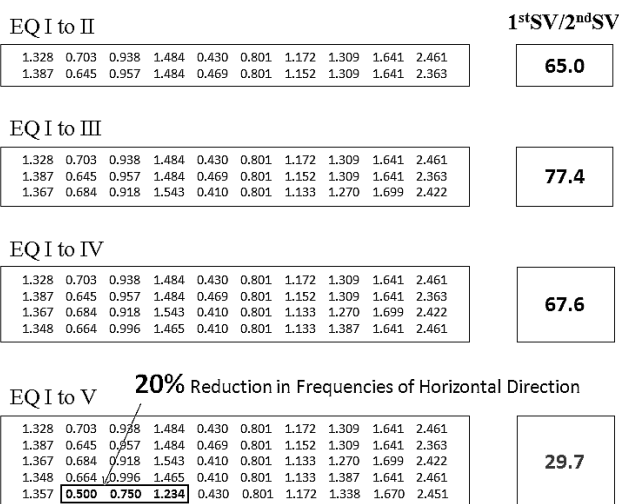 EQ I to II
1stSV/2ndSV
1.328 0.703 0.938 1.484 0.430 0.801 1.172 1.309 1.641 2.461
1.387 0.645 0.957 1.484 0.469 0.801 1.152 1.309 1.641 2.363
65.0
EQ I to III
1.328 0.703 0.938 1.484 0.430 0.801 1.172 1.309 1.641 2.461
1.387 0.645 0.957 1.484 0.469 0.801 1.152 1.309 1.641 2.363
1.367 0.684 0.918 1.543 0.410 0.801 1.133 1.270 1.699 2.422
77.4
EQ I to IV
1.328 0.703 0.938 1.484 0.430 0.801 1.172 1.309 1.641 2.461
1.387 0.645 0.957 1.484 0.469 0.801 1.152 1.309 1.641 2.363
1.367 0.684 0.918 1.543 0.410 0.801 1.133 1.270 1.699 2.422
1.348 0.664 0.996 1.465 0.410 0.801 1.133 1.387 1.641 2.461
67.6
20% Reduction in Frequencies of Horizontal Direction
EQ I to V
1.328 0.703 0.938 1.484 0.430 0.801 1.172 1.309 1.641 2.461
1.387 0.645 0.957 1.484 0.469 0.801 1.152 1.309 1.641 2.363
1.367 0.684 0.918 1.543 0.410 0.801 1.133 1.270 1.699 2.422
1.348 0.664 0.996 1.465 0.410 0.801 1.133 1.387 1.641 2.461
1.357 0.500 0.750 1.234 0.430 0.801 1.172 1.338 1.670 2.451
29.7